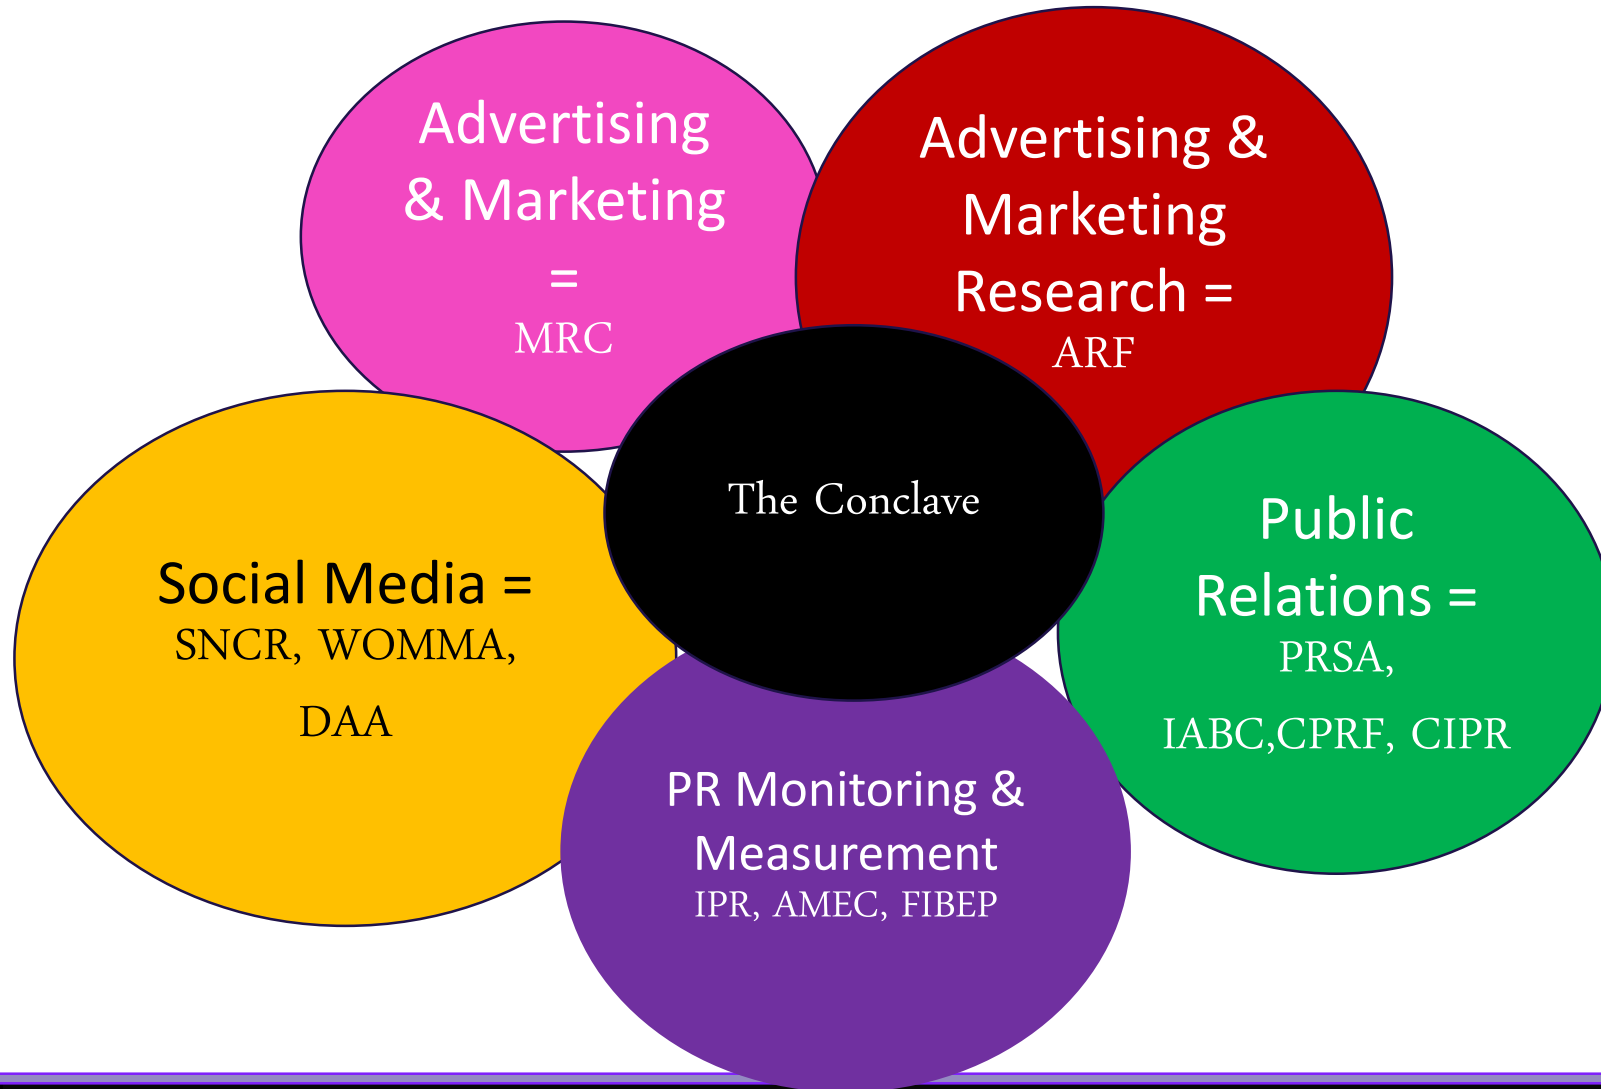 Advertising
& Marketing
=
MRC
Advertising &
Marketing
Research =
ARF
The Conclave
Social Media =
SNCR, WOMMA,
DAA
Public
Relations =
PRSA,
IABC,CPRF, CIPR
PR Monitoring &
Measurement
IPR, AMEC, FIBEP